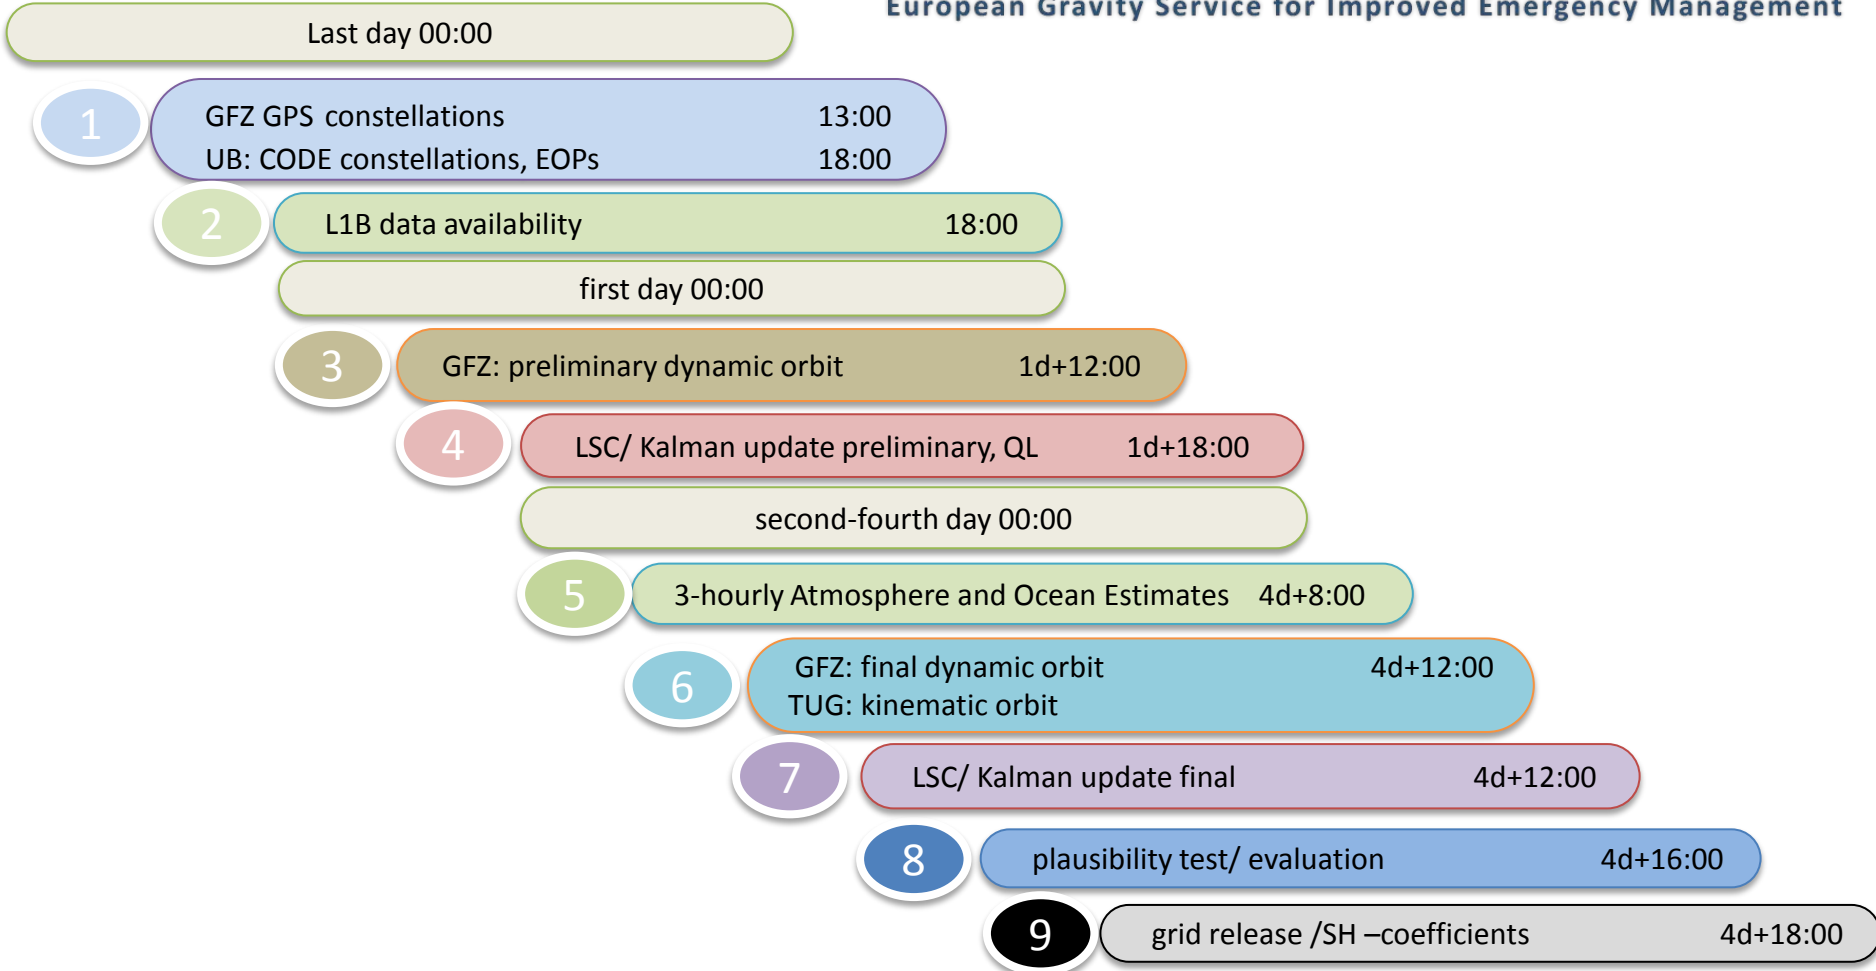 European Gravity Service for Improved Emergency Management
Last day 00:00
1
GFZ GPS constellations 13:00
UB: CODE constellations, EOPs 18:00
2
L1B data availability 18:00
first day 00:00
3
GFZ: preliminary dynamic orbit 1d+12:00
4
LSC/ Kalman update preliminary, QL 1d+18:00
second-fourth day 00:00
5
3-hourly Atmosphere and Ocean Estimates 4d+8:00
6
GFZ: final dynamic orbit 4d+12:00
TUG: kinematic orbit
7
LSC/ Kalman update final 4d+12:00
8
plausibility test/ evaluation 4d+16:00
9
grid release /SH –coefficients 4d+18:00